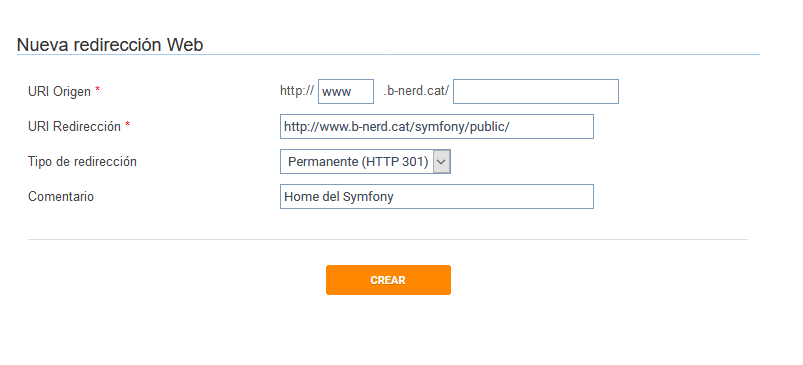 Nueva redirección Web
URI Origen * http:// www .b-nerd.cat/
URI Redirección * http://www.b-nerd.cat/symfony/public/
Tipo de redirección Permanente (HTTP 301)
Comentario Home del Symfony
CREAR